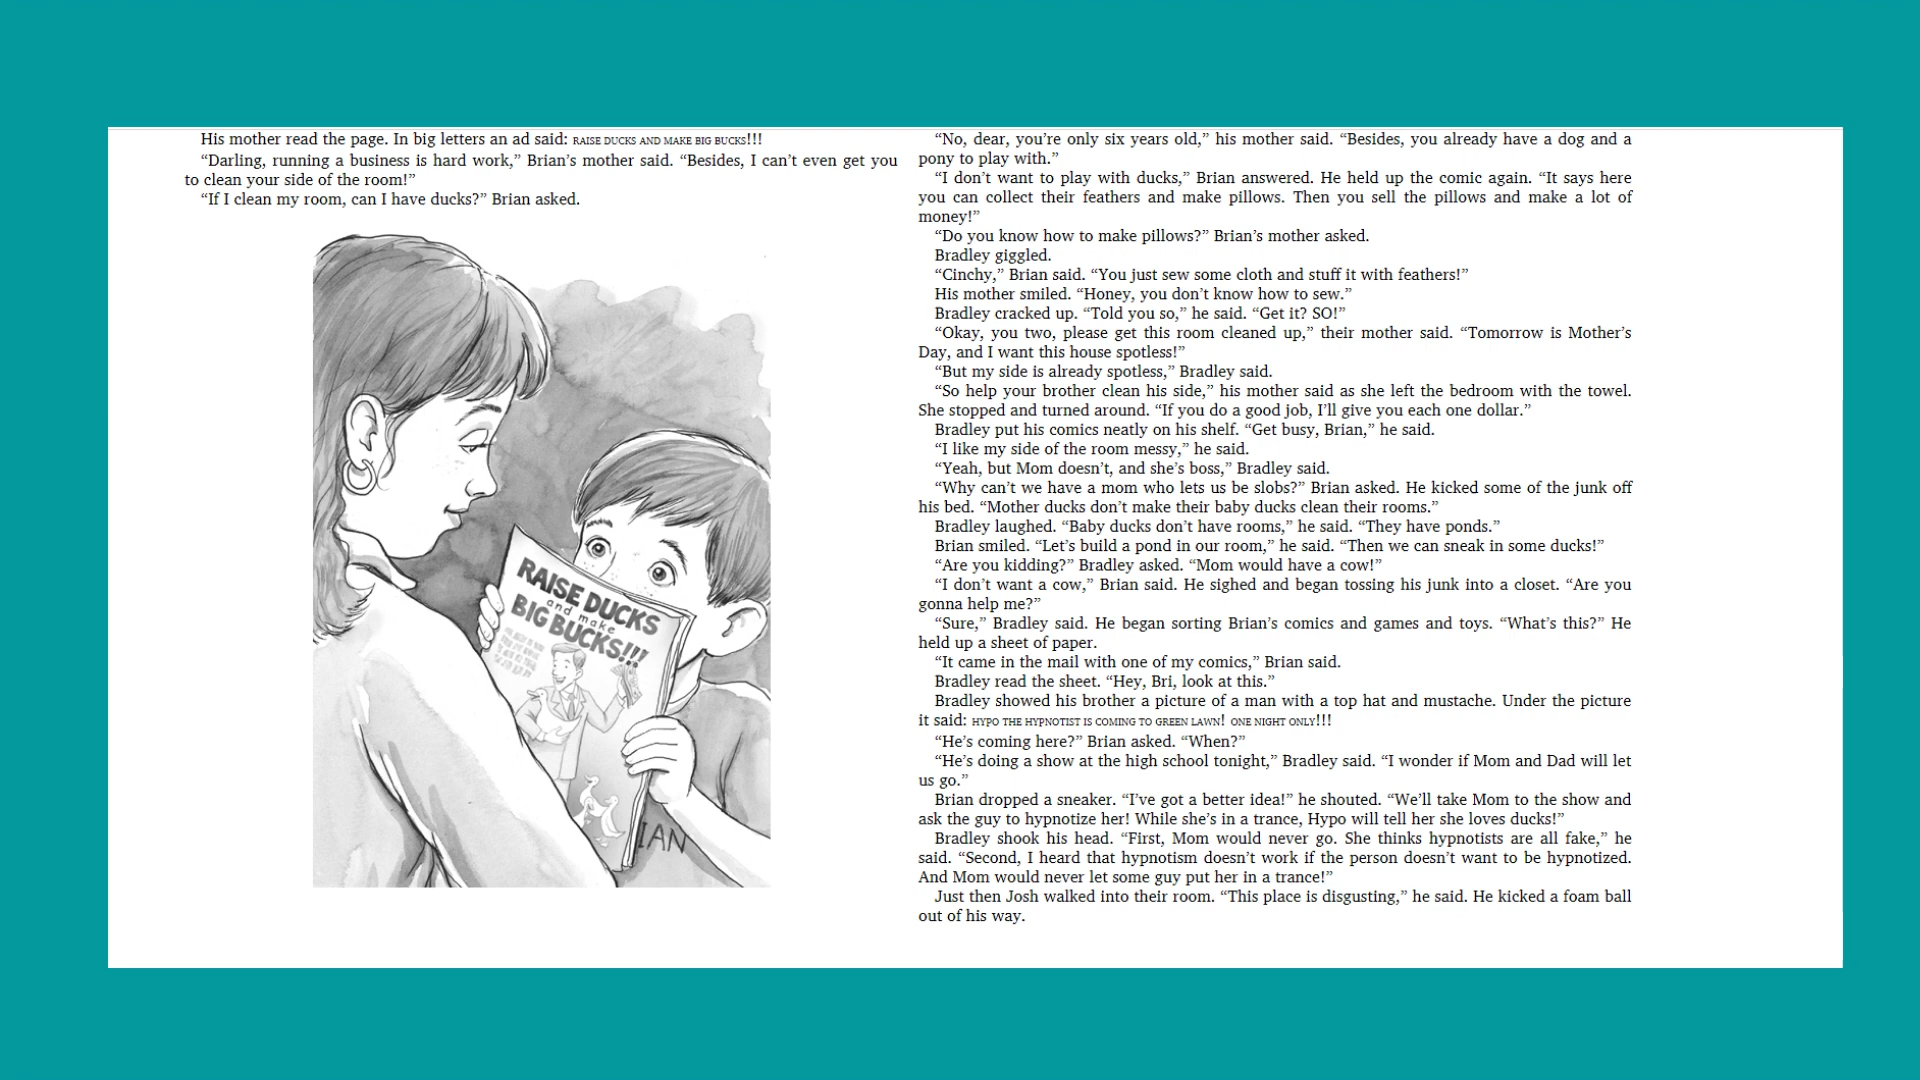 His mother read the page. In big letters an ad said: RAISE DUCKS AND MAKE BIG BUCKS!!!
“Darling, running a business is hard work,” Brian’s mother said. “Besides, I can’t even get you
to clean your side of the room!”
“If I clean my room, can I have ducks?” Brian asked.
RAISE DUCKS
and make
BIG BUCKS!!!
IAN
“No, dear, you’re only six years old,” his mother said. “Besides, you already have a dog and a
pony to play with.”
“I don’t want to play with ducks,” Brian answered. He held up the comic again. “It says here
you can collect their feathers and make pillows. Then you sell the pillows and make a lot of
money!”
“Do you know how to make pillows?” Brian’s mother asked.
Bradley giggled.
“Cinchy,” Brian said. “You just sew some cloth and stuff it with feathers!”
His mother smiled. “Honey, you don’t know how to sew.”
Bradley cracked up. “Told you so,” he said. “Get it? SO!”
“Okay, you two, please get this room cleaned up,” their mother said. “Tomorrow is Mother’s
Day, and I want this house spotless!”
“But my side is already spotless,” Bradley said.
“So help your brother clean his side,” his mother said as she left the bedroom with the towel.
She stopped and turned around. “If you do a good job, I’ll give you each one dollar.”
Bradley put his comics neatly on his shelf. “Get busy, Brian,” he said.
“I like my side of the room messy,” he said.
“Yeah, but Mom doesn’t, and she’s boss,” Bradley said.
“Why can’t we have a mom who lets us be slobs?” Brian asked. He kicked some of the junk off
his bed. “Mother ducks don’t make their baby ducks clean their rooms.”
Bradley laughed. “Baby ducks don’t have rooms,” he said. “They have ponds.”
Brian smiled. “Let’s build a pond in our room,” he said. “Then we can sneak in some ducks!”
“Are you kidding?” Bradley asked. “Mom would have a cow!”
“I don’t want a cow,” Brian said. He sighed and began tossing his junk into a closet. “Are you
gonna help me?”
“Sure,” Bradley said. He began sorting Brian’s comics and games and toys. “What’s this?” He
held up a sheet of paper.
“It came in the mail with one of my comics,” Brian said.
Bradley read the sheet. “Hey, Bri, look at this.”
Bradley showed his brother a picture of a man with a top hat and mustache. Under the picture
it said: HYPO THE HYPNOTIST IS COMING TO GREEN LAWN! ONE NIGHT ONLY!!!
“He’s coming here?” Brian asked. “When?”
“He’s doing a show at the high school tonight,” Bradley said. “I wonder if Mom and Dad will let
us go.”
Brian dropped a sneaker. “I’ve got a better idea!” he shouted. “We’ll take Mom to the show and
ask the guy to hypnotize her! While she’s in a trance, Hypo will tell her she loves ducks!”
Bradley shook his head. “First, Mom would never go. She thinks hypnotists are all fake,” he
said. “Second, I heard that hypnotism doesn’t work if the person doesn’t want to be hypnotized.
And Mom would never let some guy put her in a trance!”
Just then Josh walked into their room. “This place is disgusting,” he said. He kicked a foam ball
out of his way.